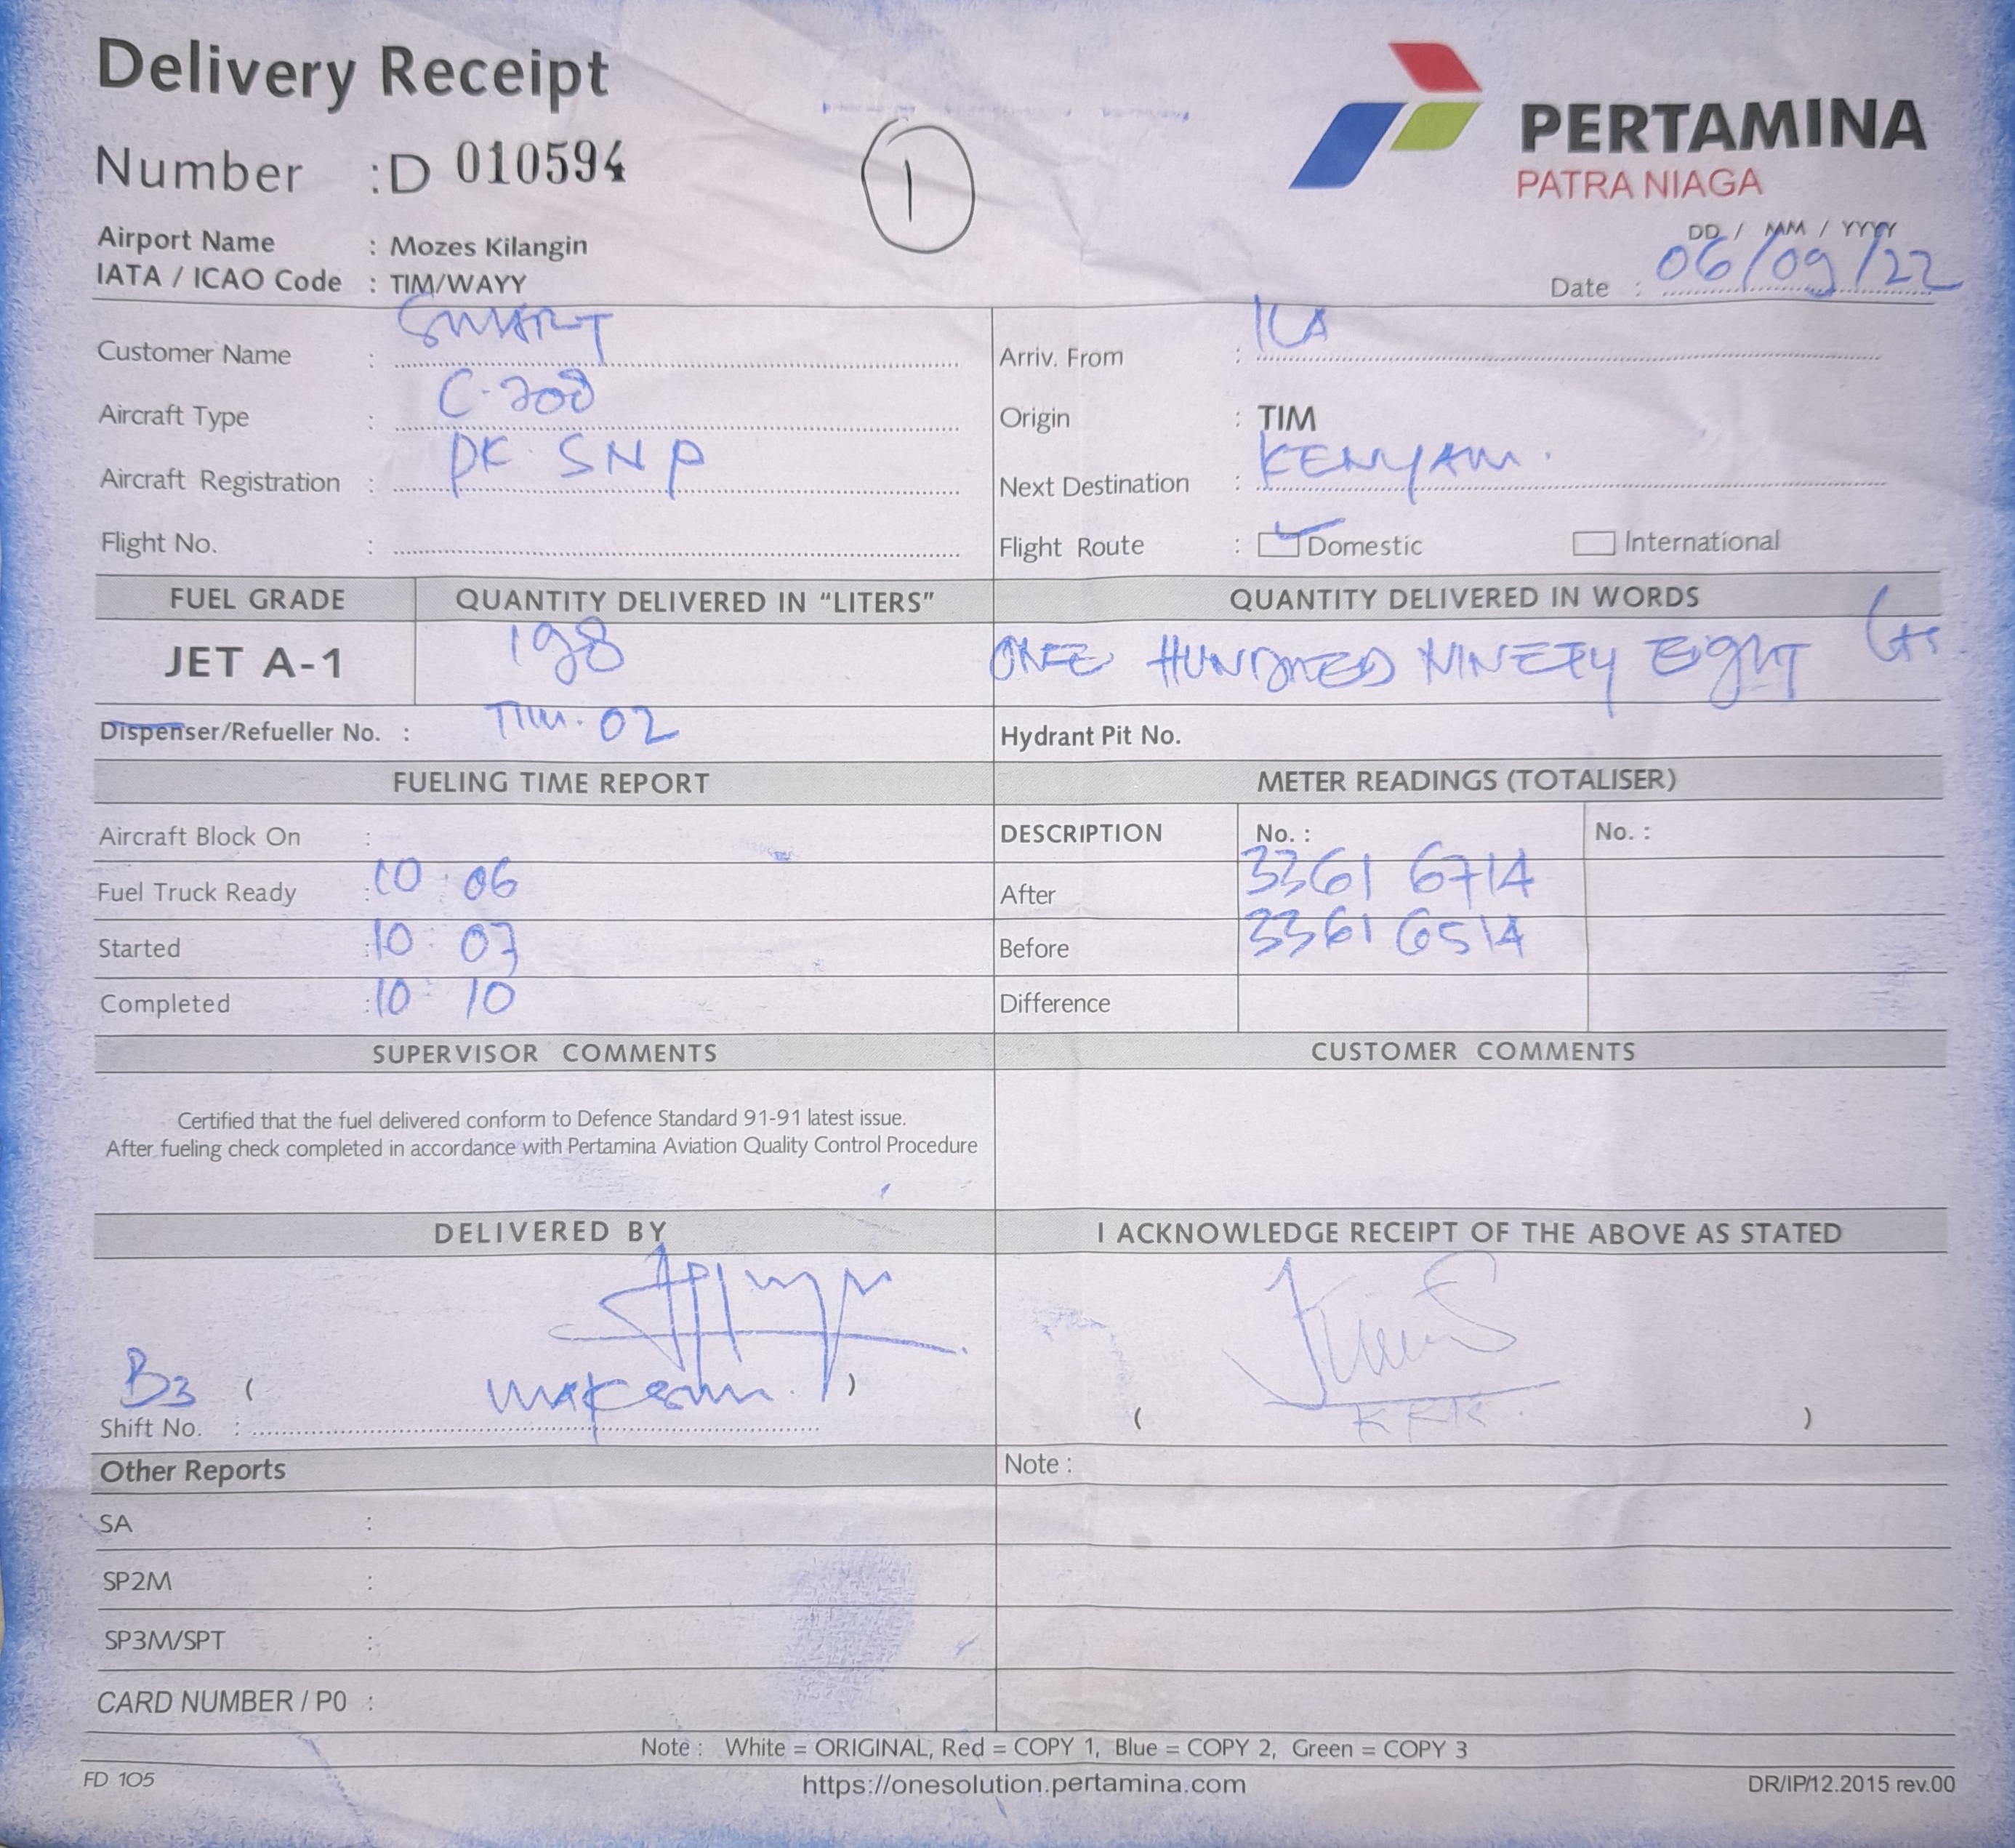 Delivery Receipt
Number : D 010594
1
PERTAMINA
PATRA NIAGA
Airport Name : Mozes Kilangin
IATA / ICAO Code : TIM/WAYY
DD / MM / YYYY
Date : 06/09/22
Customer Name : SMART
Arriv. From :
Aircraft Type : C-208
Origin : TIM
Aircraft Registration : PK SNP
Next Destination : KENYAM.
Flight No. :
Flight Route : Domestic International
FUEL GRADE QUANTITY DELIVERED IN “LITERS” QUANTITY DELIVERED IN WORDS
JET A-1 198 ONE HUNDRED NINETY EIGHT Lts.
Dispenser/Refueller No. : TIM. 02 Hydrant Pit No.
FUELING TIME REPORT METER READINGS (TOTALISER)
Aircraft Block On : DESCRIPTION No. : No. :
Fuel Truck Ready : 10 : 06 After 3361 6714
Started : 10 : 07 Before 3361 6514
Completed : 10 : 10 Difference
SUPERVISOR COMMENTS CUSTOMER COMMENTS
Certified that the fuel delivered conform to Defence Standard 91-91 latest issue.
After fueling check completed in accordance with Pertamina Aviation Quality Control Procedure
DELIVERED BY I ACKNOWLEDGE RECEIPT OF THE ABOVE AS STATED
B3 ( )
Shift No. :
( )
Other Reports Note :
SA :
SP2M :
SP3M/SPT :
CARD NUMBER / P0 :
Note : White = ORIGINAL, Red = COPY 1, Blue = COPY 2, Green = COPY 3
FD 105 https://onesolution.pertamina.com DR/IP/12.2015 rev.00